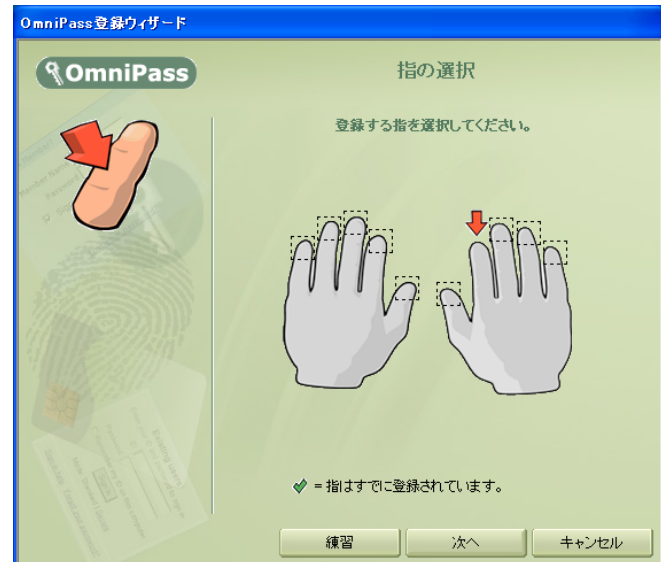 OmniPass登録ウィザード
OmniPass
指の選択
登録する指を選択してください。
= 指はすでに登録されています。
練習
次へ
キャンセル